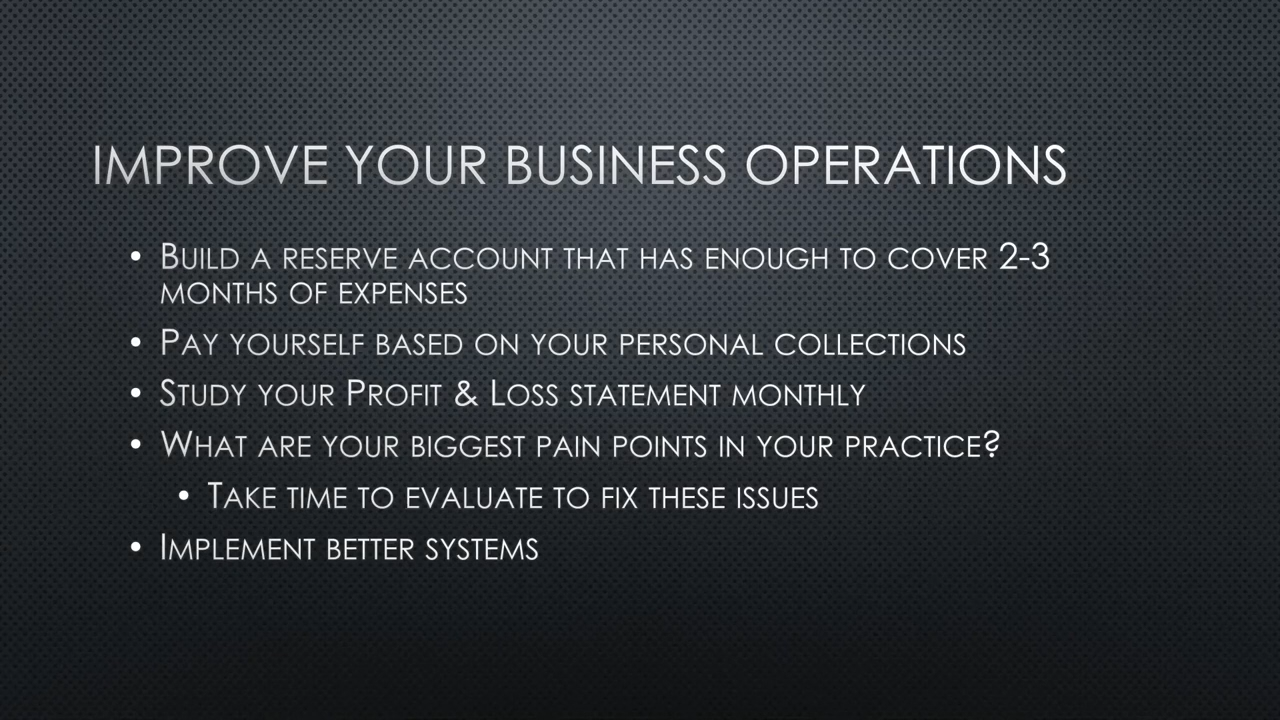 IMPROVE YOUR BUSINESS OPERATIONS
• BUILD A RESERVE ACCOUNT THAT HAS ENOUGH TO COVER 2-3
MONTHS OF EXPENSES
• PAY YOURSELF BASED ON YOUR PERSONAL COLLECTIONS
• STUDY YOUR PROFIT & LOSS STATEMENT MONTHLY
• WHAT ARE YOUR BIGGEST PAIN POINTS IN YOUR PRACTICE?
• TAKE TIME TO EVALUATE TO FIX THESE ISSUES
• IMPLEMENT BETTER SYSTEMS